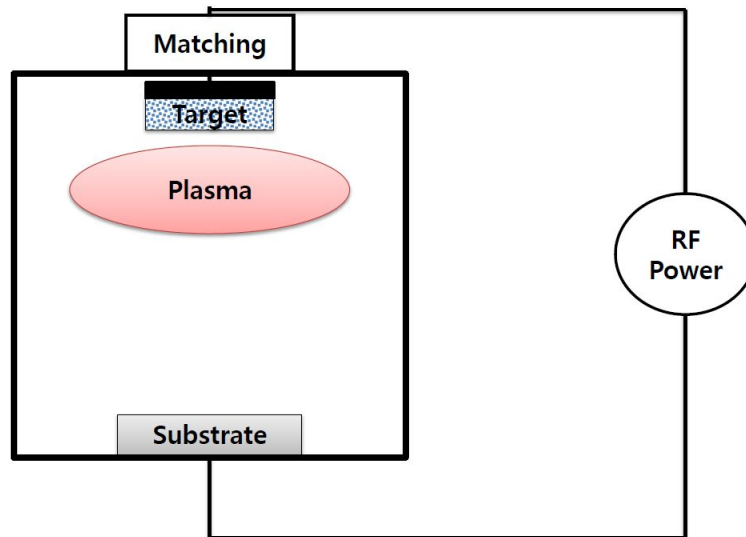 Matching
Target
Plasma
RF
Power
Substrate